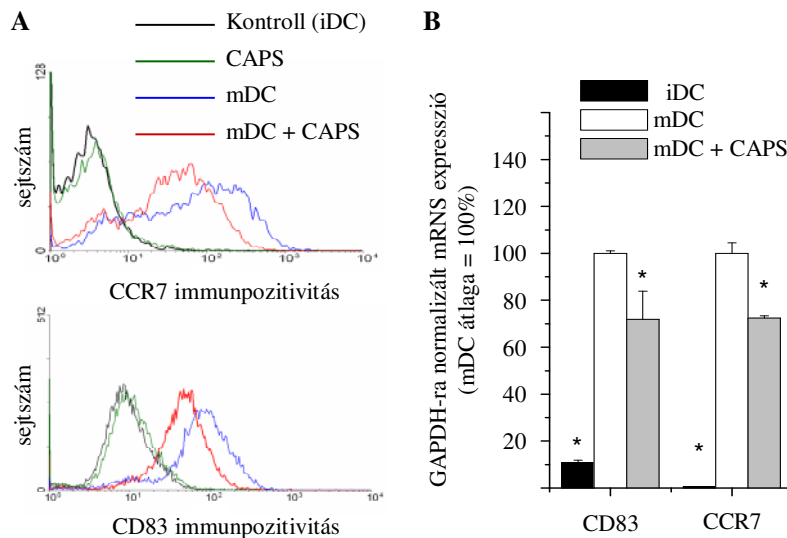 A
Kontroll (iDC)
CAPS
mDC
mDC + CAPS
sejtszám
128
0
10⁰ 10¹ 10² 10³ 10⁴
CCR7 immunpozitivitás
sejtszám
512
0
10⁰ 10¹ 10² 10³ 10⁴
CD83 immunpozitivitás
B
iDC
mDC
mDC + CAPS
GAPDH-ra normalizált mRNS expresszió
(mDC átlaga = 100%)
140
120
100
80
60
40
20
* * * *
CD83 CCR7